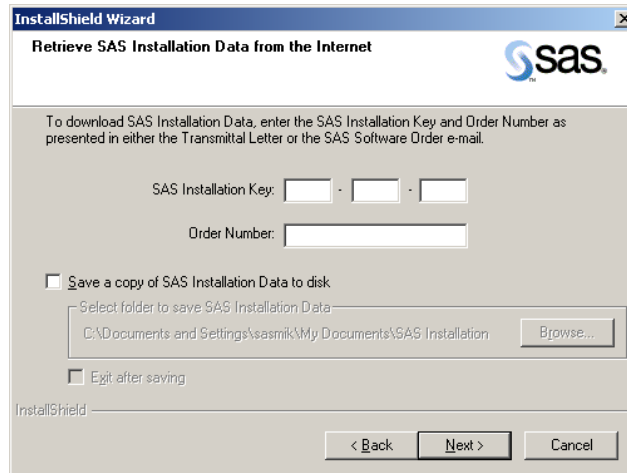 InstallShield Wizard
Retrieve SAS Installation Data from the Internet
sas.
TM
To download SAS Installation Data, enter the SAS Installation Key and Order Number as
presented in either the Transmittal Letter or the SAS Software Order e-mail.
SAS Installation Key: - -
Order Number:
Save a copy of SAS Installation Data to disk
Select folder to save SAS Installation Data
C:\Documents and Settings\sasmik\My Documents\SAS Installation
Browse...
Exit after saving
InstallShield
< Back Next > Cancel